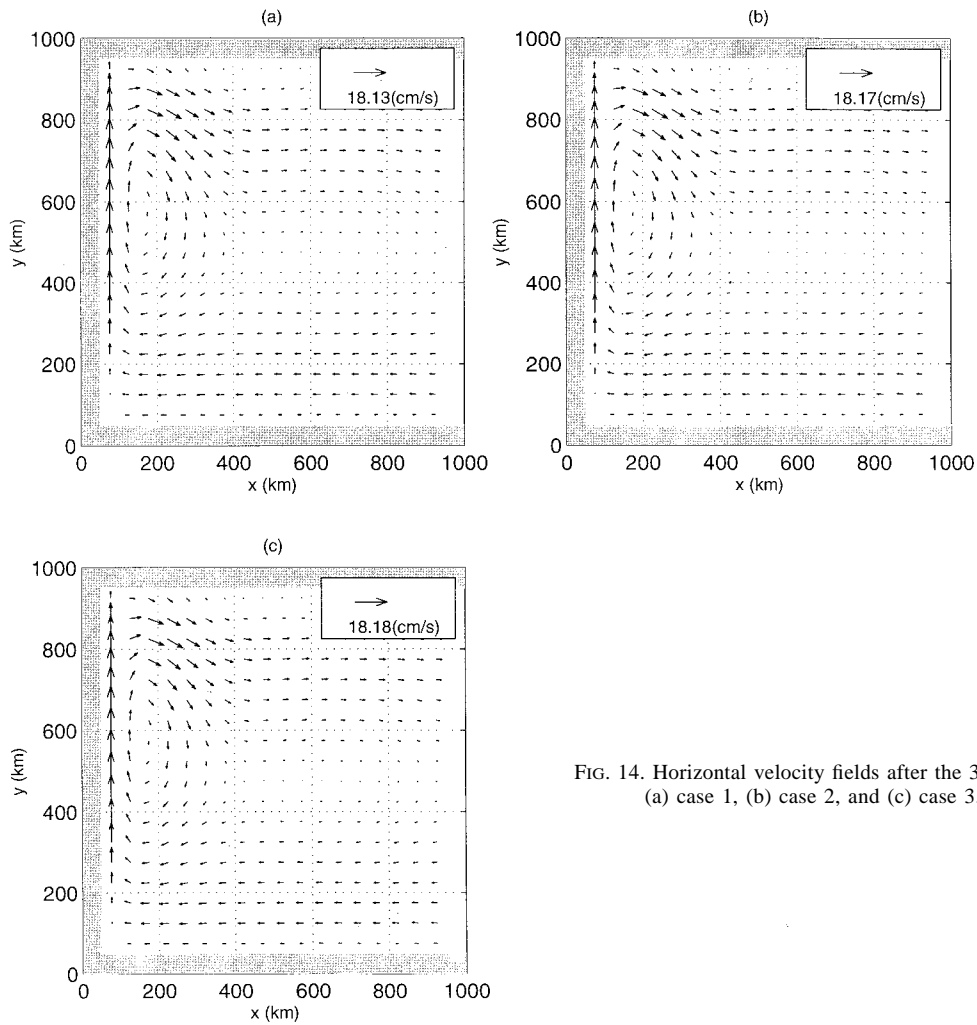 (a)
1000
800
600
400
200
0
y (km)
18.13(cm/s)
0 200 400 600 800 1000
x (km)
(b)
1000
800
600
400
200
0
y (km)
18.17(cm/s)
0 200 400 600 800 1000
x (km)
(c)
1000
800
600
400
200
0
y (km)
18.18(cm/s)
0 200 400 600 800 1000
x (km)
FIG. 14. Horizontal velocity fields after the 3
(a) case 1, (b) case 2, and (c) case 3